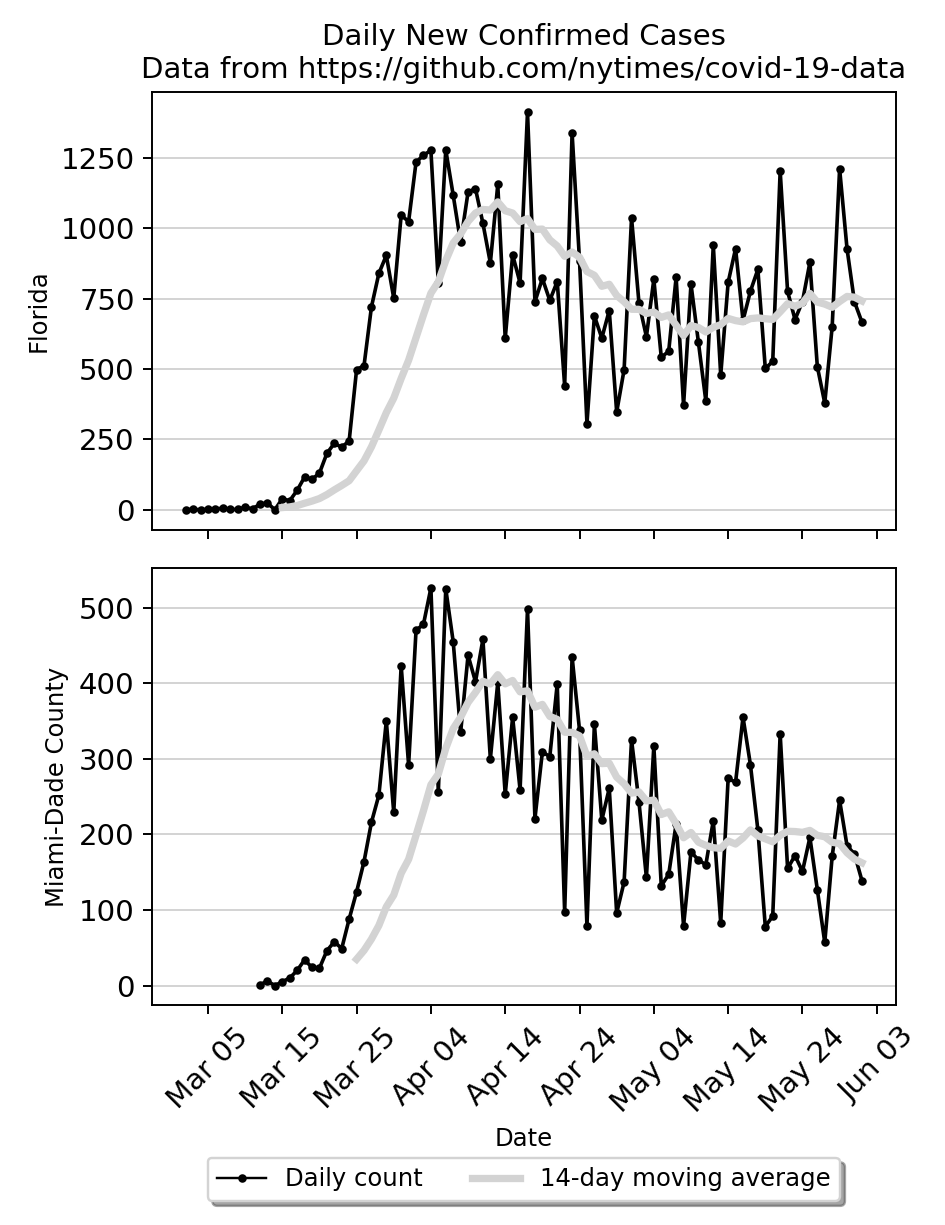 Daily New Confirmed Cases
Data from https://github.com/nytimes/covid-19-data
1250
1000
750
500
250
0
Florida
500
400
300
200
100
0
Miami-Dade County
Mar 05 Mar 15 Mar 25 Apr 04 Apr 14 Apr 24 May 04 May 14 May 24 Jun 03
Date
Daily count 14-day moving average